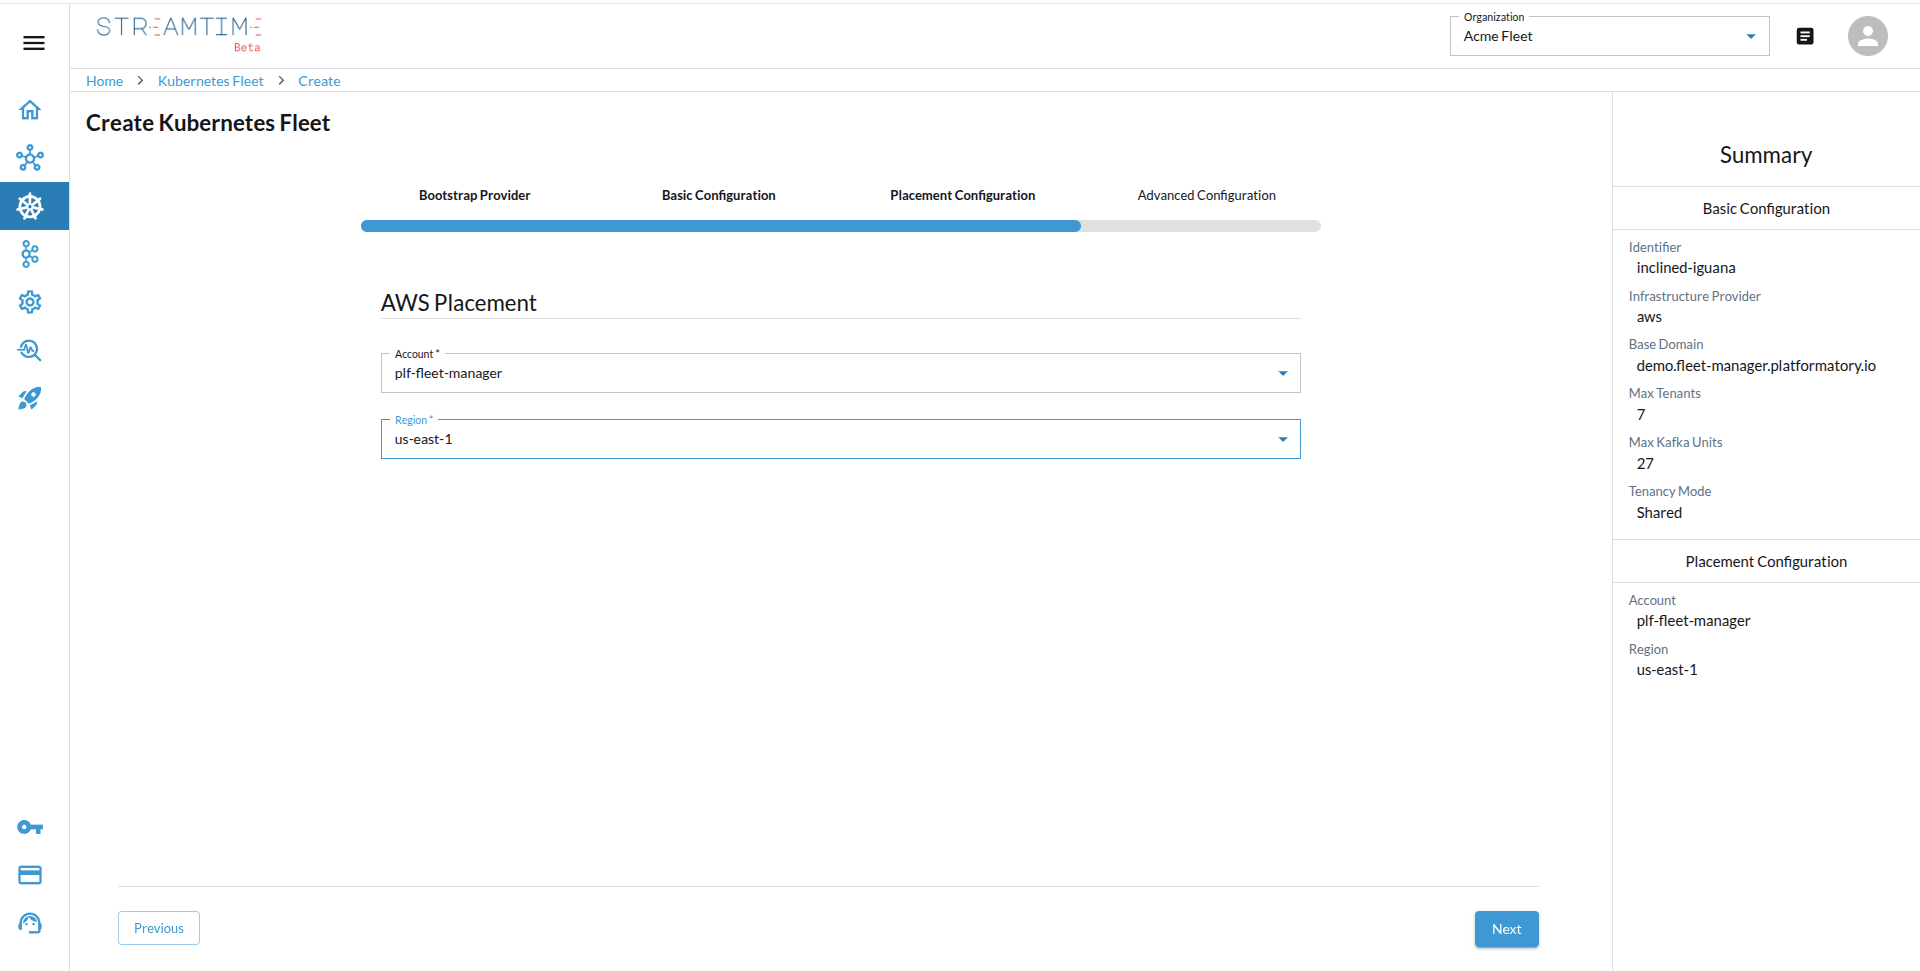 STREAMTIME
Beta
Organization
Acme Fleet
Home > Kubernetes Fleet > Create
Create Kubernetes Fleet
Bootstrap Provider
Basic Configuration
Placement Configuration
Advanced Configuration
AWS Placement
Account *
plf-fleet-manager
Region *
us-east-1
Previous
Next
Summary
Basic Configuration
Identifier
inclined-iguana
Infrastructure Provider
aws
Base Domain
demo.fleet-manager.platformatory.io
Max Tenants
7
Max Kafka Units
27
Tenancy Mode
Shared
Placement Configuration
Account
plf-fleet-manager
Region
us-east-1